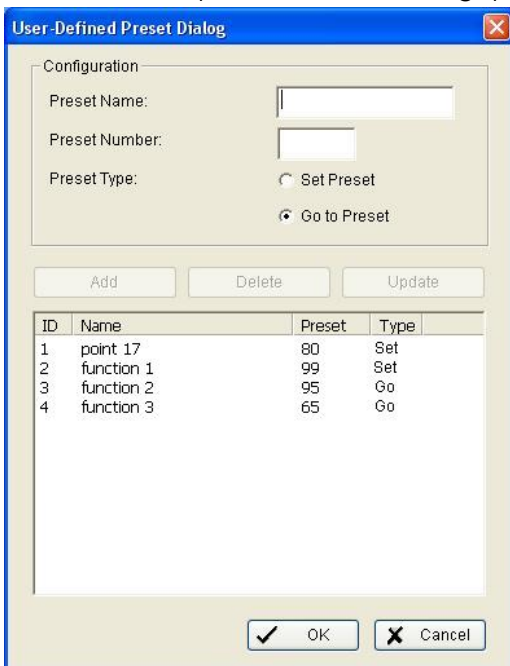 User-Defined Preset Dialog
Configuration
Preset Name:
Preset Number:
Preset Type:
Set Preset
Go to Preset
Add Delete Update
ID Name Preset Type
1 point 17 80 Set
2 function 1 99 Set
3 function 2 95 Go
4 function 3 65 Go
OK Cancel